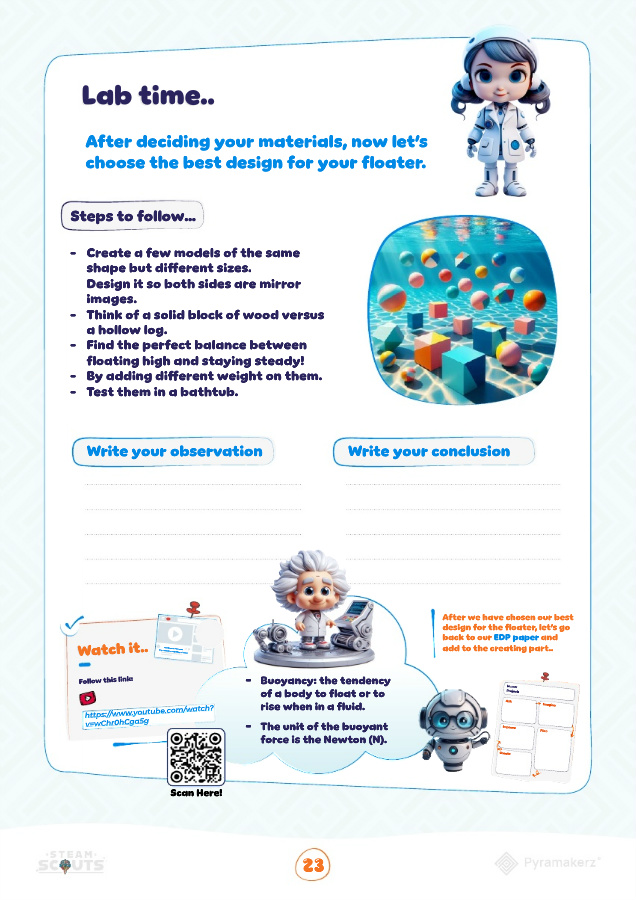 Lab time..
After deciding your materials, now let's
choose the best design for your floater.
Steps to follow...
- Create a few models of the same
shape but different sizes.
Design it so both sides are mirror
images.
- Think of a solid block of wood versus
a hollow log.
- Find the perfect balance between
floating high and staying steady!
- By adding different weight on them.
- Test them in a bathtub.
Write your observation
Write your conclusion
Watch it..
Follow this link:
https://www.youtube.com/watch?
v=wChr0hCga5g
Scan Here!
- Buoyancy: the tendency
of a body to float or to
rise when in a fluid.
- The unit of the buoyant
force is the Newton (N).
After we have chosen our best
design for the floater, let's go
back to our EDP paper and
add to the creating part..
STEAM
SCOUTS
23
Pyramakerz